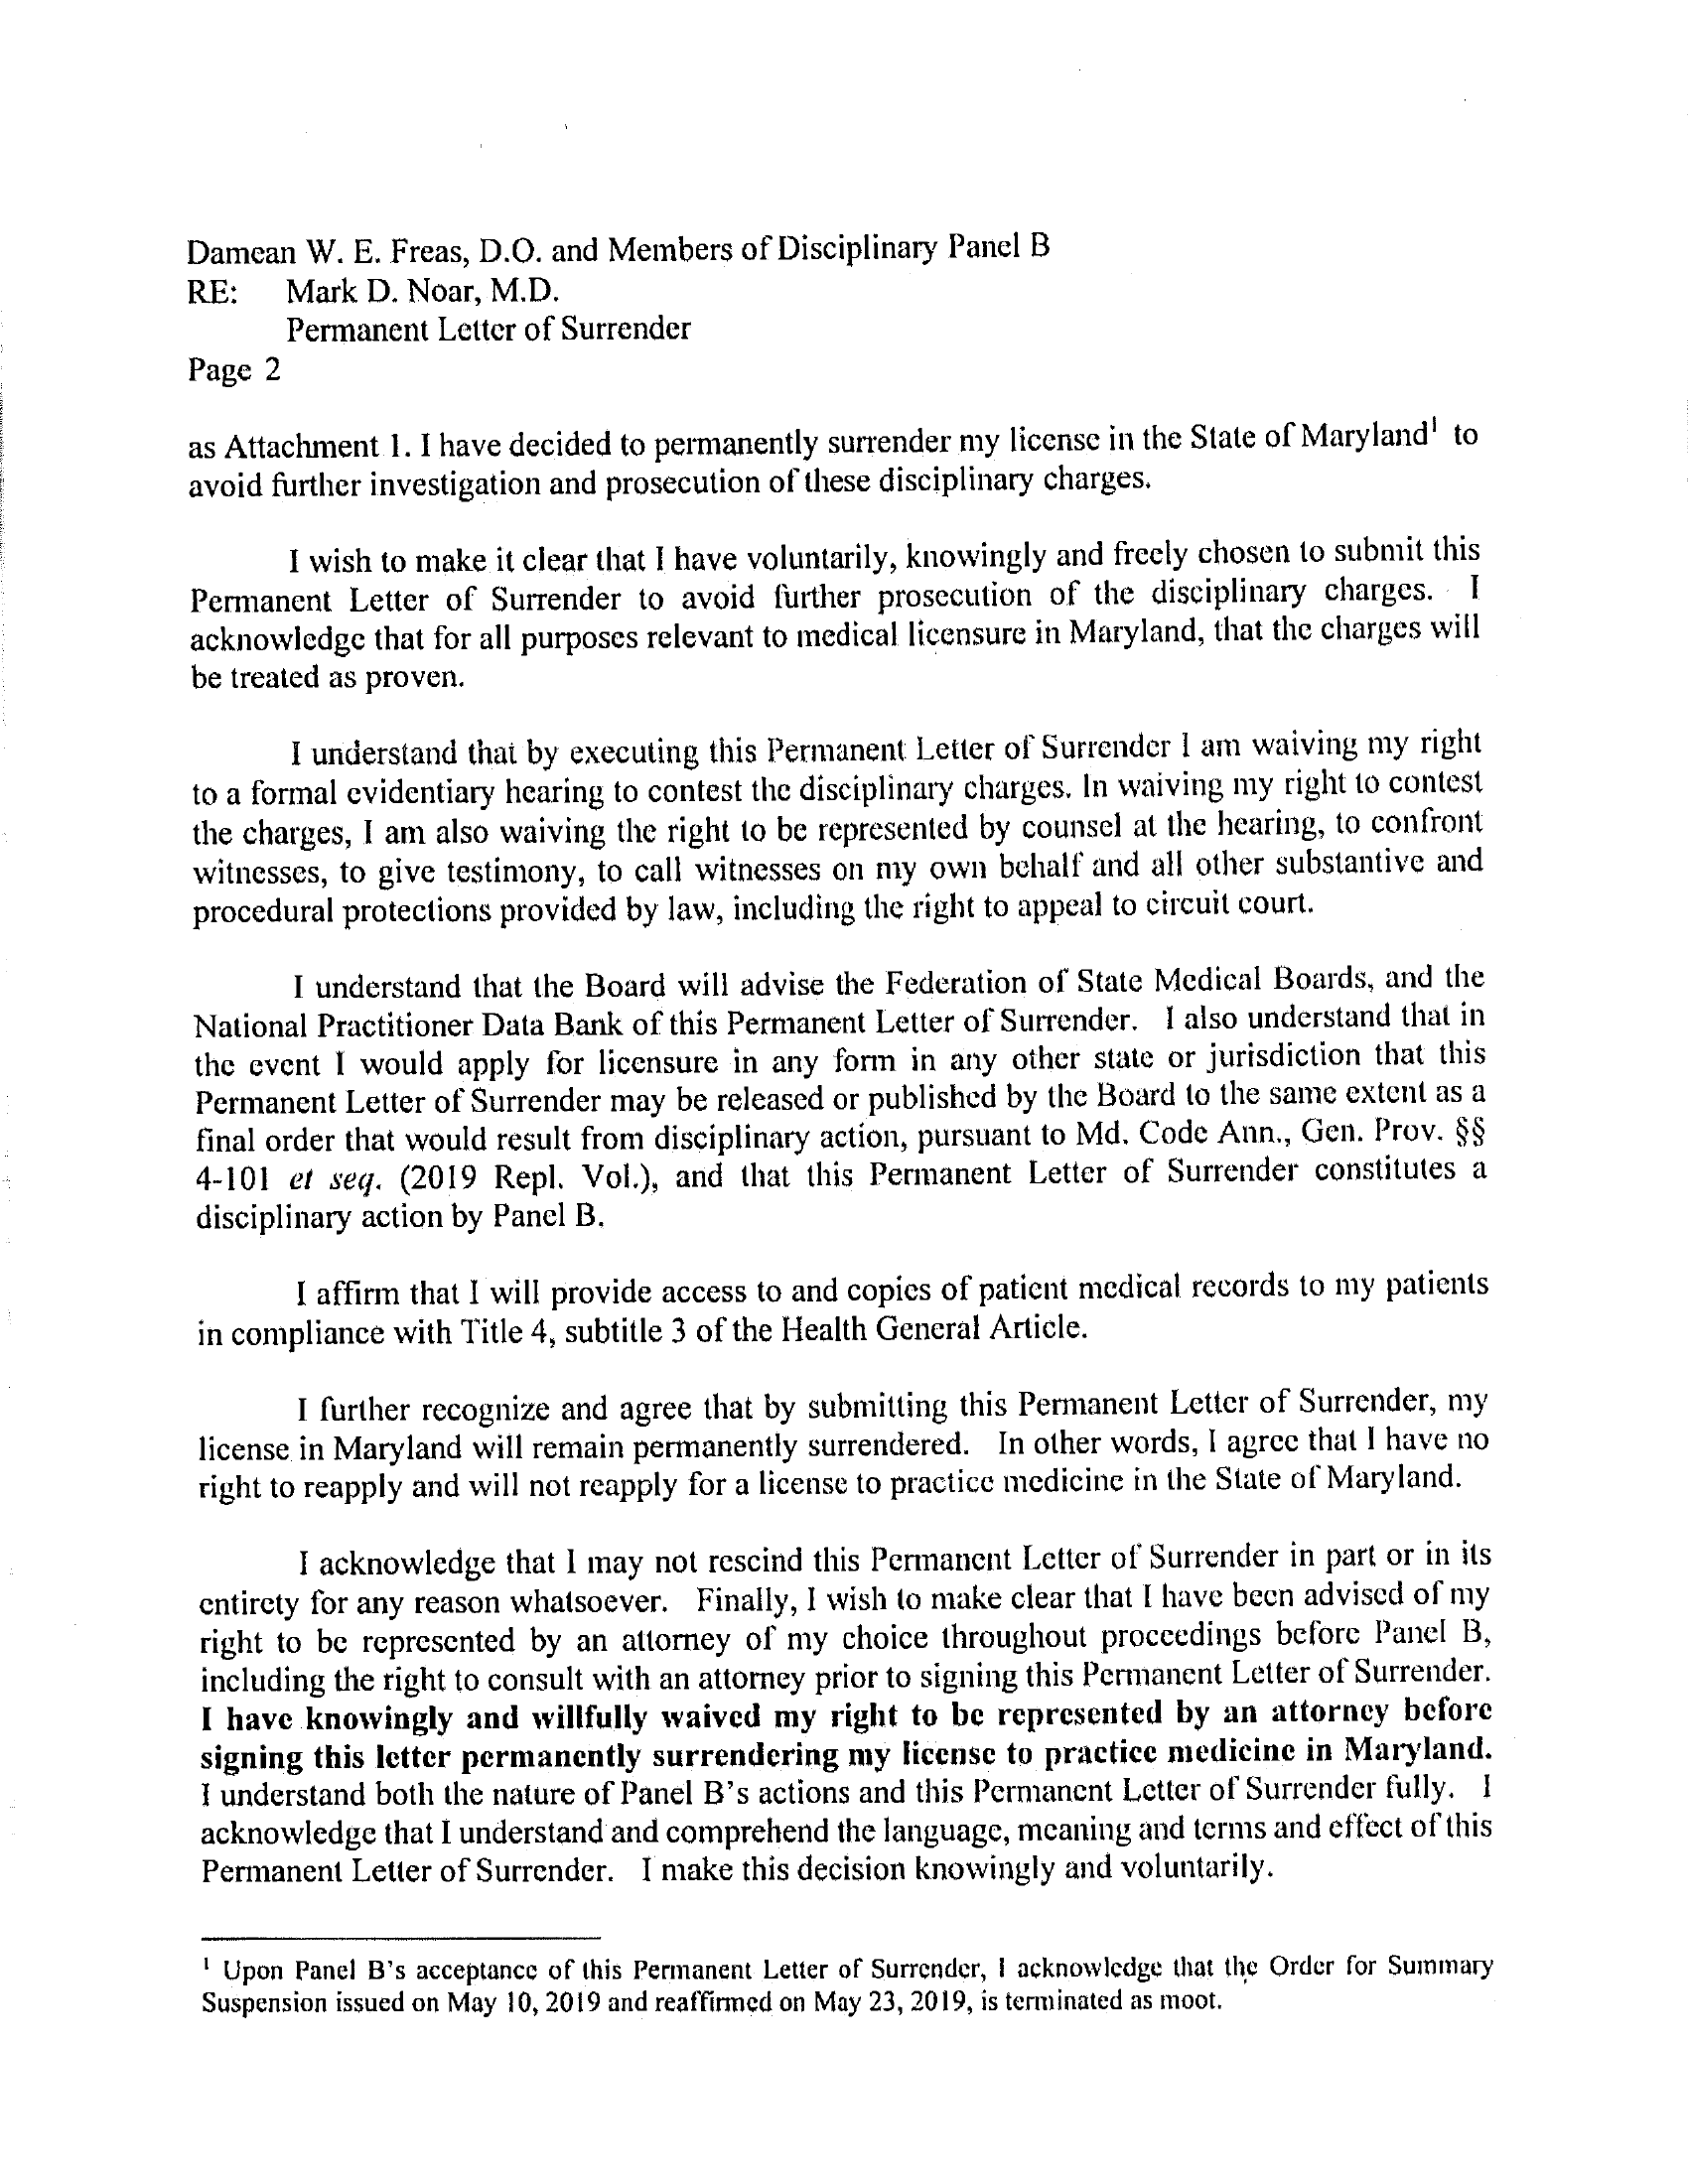 Damean W. E. Freas, D.O. and Members of Disciplinary Panel B
RE: Mark D. Noar, M.D.
Permanent Letter of Surrender
Page 2
as Attachment 1. I have decided to permanently surrender my license in the State of Maryland¹ to
avoid further investigation and prosecution of these disciplinary charges.
I wish to make it clear that I have voluntarily, knowingly and freely chosen to submit this
Permanent Letter of Surrender to avoid further prosecution of the disciplinary charges. I
acknowledge that for all purposes relevant to medical licensure in Maryland, that the charges will
be treated as proven.
I understand that by executing this Permanent Letter of Surrender I am waiving my right
to a formal evidentiary hearing to contest the disciplinary charges. In waiving my right to contest
the charges, I am also waiving the right to be represented by counsel at the hearing, to confront
witnesses, to give testimony, to call witnesses on my own behalf and all other substantive and
procedural protections provided by law, including the right to appeal to circuit court.
I understand that the Board will advise the Federation of State Medical Boards, and the
National Practitioner Data Bank of this Permanent Letter of Surrender. I also understand that in
the event I would apply for licensure in any form in any other state or jurisdiction that this
Permanent Letter of Surrender may be released or published by the Board to the same extent as a
final order that would result from disciplinary action, pursuant to Md. Code Ann., Gen. Prov. §§
4-101 et seq. (2019 Repl. Vol.), and that this Permanent Letter of Surrender constitutes a
disciplinary action by Panel B.
I affirm that I will provide access to and copies of patient medical records to my patients
in compliance with Title 4, subtitle 3 of the Health General Article.
I further recognize and agree that by submitting this Permanent Letter of Surrender, my
license in Maryland will remain permanently surrendered. In other words, I agree that I have no
right to reapply and will not reapply for a license to practice medicine in the State of Maryland.
I acknowledge that I may not rescind this Permanent Letter of Surrender in part or in its
entirety for any reason whatsoever. Finally, I wish to make clear that I have been advised of my
right to be represented by an attorney of my choice throughout proceedings before Panel B,
including the right to consult with an attorney prior to signing this Permanent Letter of Surrender.
I have knowingly and willfully waived my right to be represented by an attorney before
signing this letter permanently surrendering my license to practice medicine in Maryland.
I understand both the nature of Panel B's actions and this Permanent Letter of Surrender fully. I
acknowledge that I understand and comprehend the language, meaning and terms and effect of this
Permanent Letter of Surrender. I make this decision knowingly and voluntarily.
¹ Upon Panel B's acceptance of this Permanent Letter of Surrender, I acknowledge that the Order for Summary
Suspension issued on May 10, 2019 and reaffirmed on May 23, 2019, is terminated as moot.